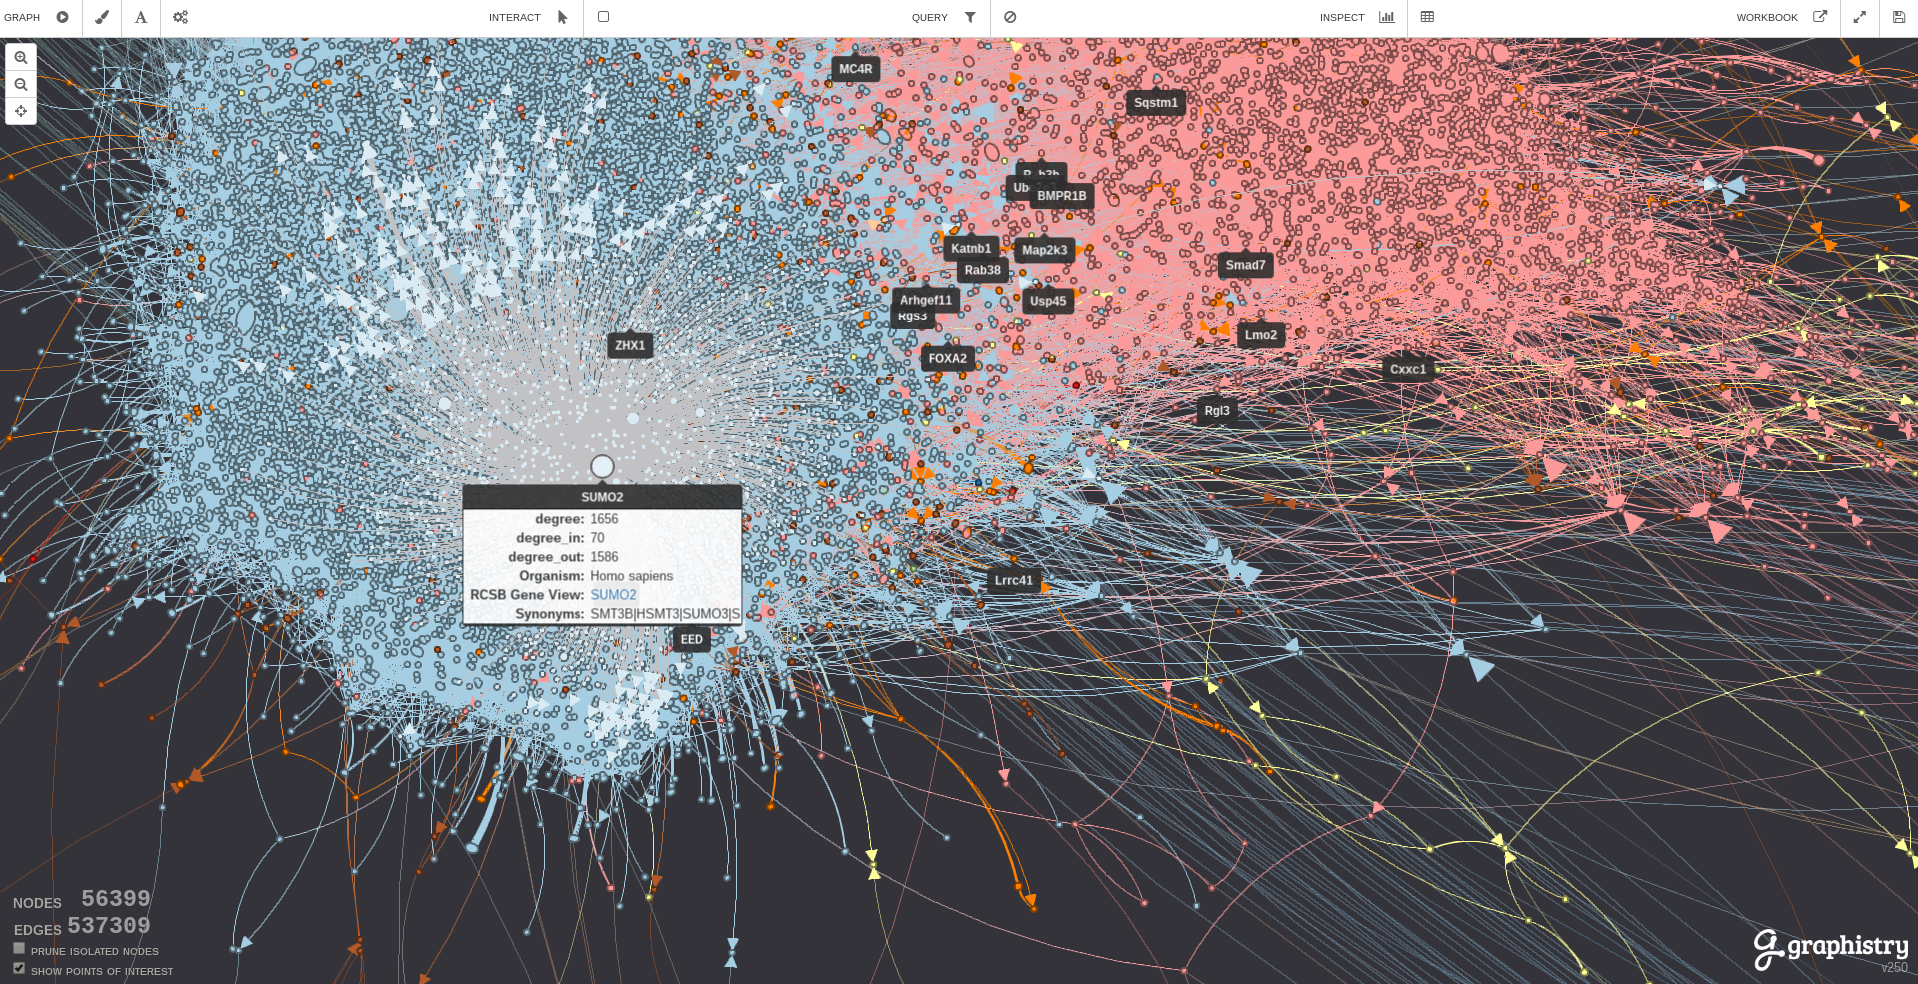 GRAPH
INTERACT
QUERY
INSPECT
WORKBOOK
MC4R
Sqstm1
BMPR1B
Katnb1
Map2k3
Rab38
Smad7
Arhgef11
Usp45
Rgs3
Lmo2
ZHX1
FOXA2
Cxxc1
Rgl3
SUMO2
degree: 1656
degree_in: 70
degree_out: 1586
Organism: Homo sapiens
RCSB Gene View: SUMO2
Synonyms: SMT3B|HSMT3|SUMO3|S
Lrrc41
EED
NODES 56399
EDGES 537309
PRUNE ISOLATED NODES
SHOW POINTS OF INTEREST
graphistry
v250